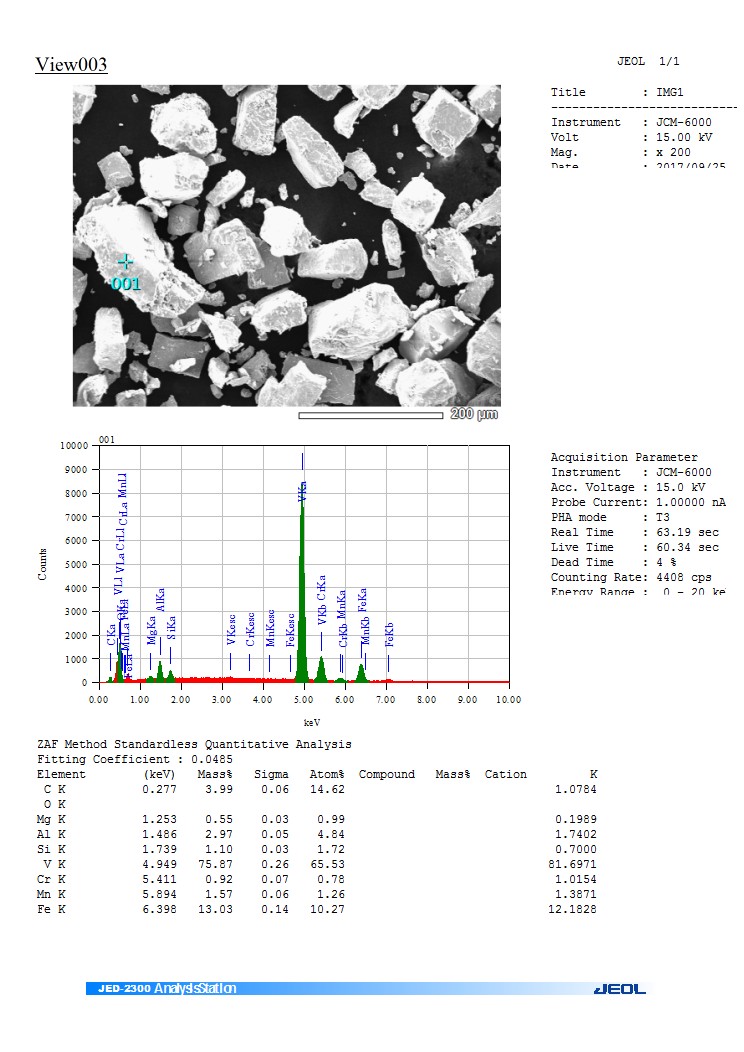 View003
JEOL 1/1
Title : IMG1
---------------------------
Instrument : JCM-6000
Volt : 15.00 kV
Mag. : x 200
Date : 2017/09/25
001
200 µm
001
10000
9000
8000
7000
6000
5000
4000
3000
2000
1000
0
Counts
CKa
VLl
VLa
CrLl
CrLa
MnLl
OKa
MnLa
FeLl
FeLa
MgKa
AlKa
SiKa
VKesc
CrKesc
MnKesc
FeKesc
VKa
VKb
CrKa
CrKb
MnKa
FeKa
MnKb
FeKb
0.00 1.00 2.00 3.00 4.00 5.00 6.00 7.00 8.00 9.00 10.00
keV
Acquisition Parameter
Instrument : JCM-6000
Acc. Voltage : 15.0 kV
Probe Current: 1.00000 nA
PHA mode : T3
Real Time : 63.19 sec
Live Time : 60.34 sec
Dead Time : 4 %
Counting Rate: 4408 cps
Energy Range : 0 - 20 ke
ZAF Method Standardless Quantitative Analysis
Fitting Coefficient : 0.0485
Element (keV) Mass% Sigma Atom% Compound Mass% Cation K
C K 0.277 3.99 0.06 14.62 1.0784
O K
Mg K 1.253 0.55 0.03 0.99 0.1989
Al K 1.486 2.97 0.05 4.84 1.7402
Si K 1.739 1.10 0.03 1.72 0.7000
V K 4.949 75.87 0.26 65.53 81.6971
Cr K 5.411 0.92 0.07 0.78 1.0154
Mn K 5.894 1.57 0.06 1.26 1.3871
Fe K 6.398 13.03 0.14 10.27 12.1828
JED-2300 AnalysisStation
JEOL